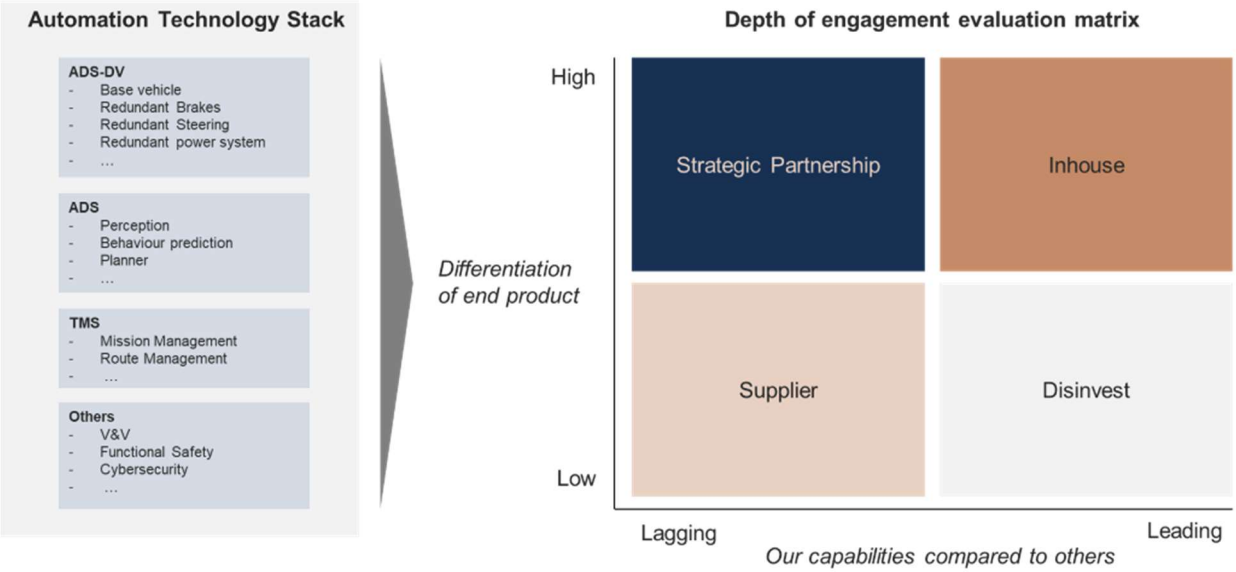 Automation Technology Stack
ADS-DV
- Base vehicle
- Redundant Brakes
- Redundant Steering
- Redundant power system
- ...
ADS
- Perception
- Behaviour prediction
- Planner
- ...
TMS
- Mission Management
- Route Management
- ...
Others
- V&V
- Functional Safety
- Cybersecurity
- ...
Depth of engagement evaluation matrix
High
Differentiation
of end product
Low
Strategic Partnership
Inhouse
Supplier
Disinvest
Lagging
Leading
Our capabilities compared to others